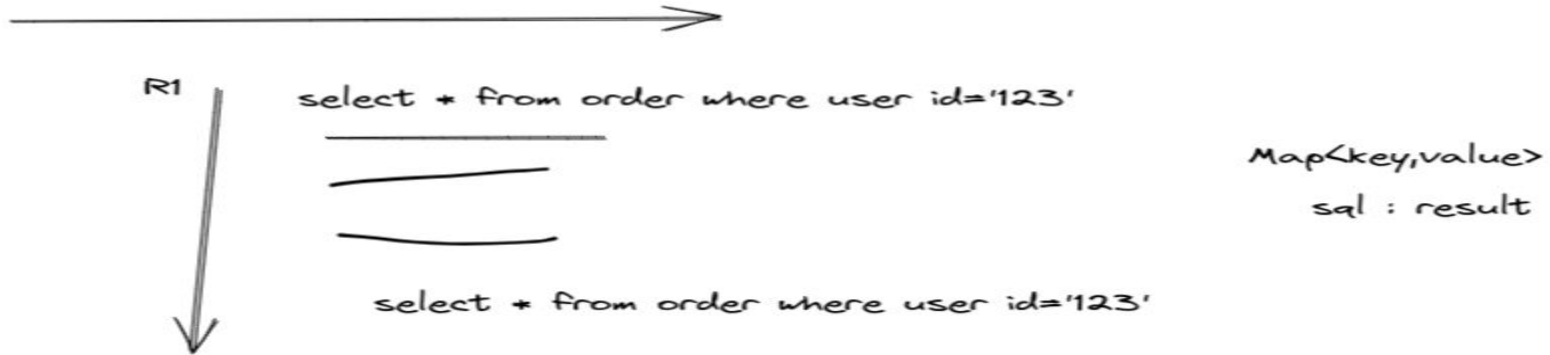 R1
select * from order where user id='123'
Map<key,value>
sql : result
select * from order where user id='123'